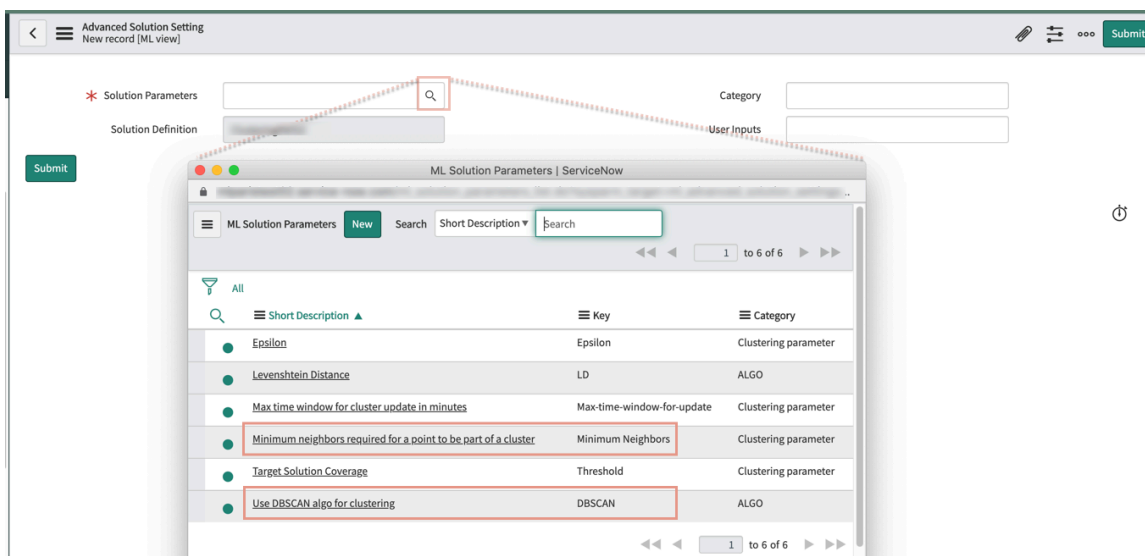 Advanced Solution Setting
New record [ML view]
Submit
Solution Parameters
Category
Solution Definition
User Inputs
Submit
ML Solution Parameters | ServiceNow
ML Solution Parameters New Search Short Description Search
1 to 6 of 6
All
Short Description Key Category
Epsilon Epsilon Clustering parameter
Levenshtein Distance LD ALGO
Max time window for cluster update in minutes Max-time-window-for-update Clustering parameter
Minimum neighbors required for a point to be part of a cluster Minimum Neighbors Clustering parameter
Target Solution Coverage Threshold Clustering parameter
Use DBSCAN algo for clustering DBSCAN ALGO
1 to 6 of 6